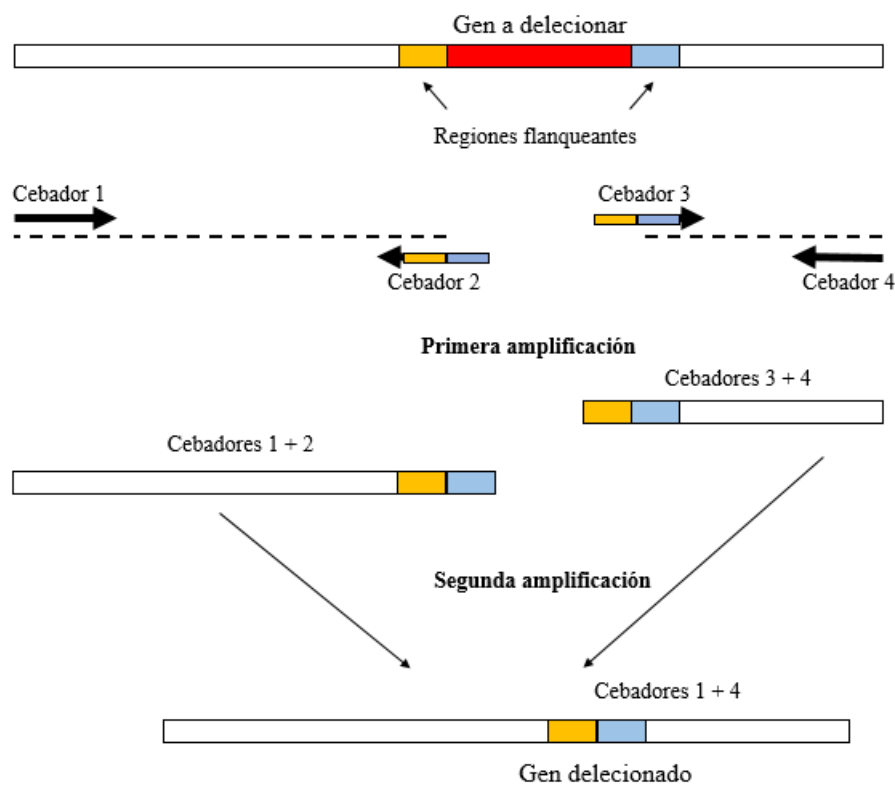 Gen a delecionar
Regiones flanqueantes
Cebador 1
Cebador 3
Cebador 2
Cebador 4
Primera amplificación
Cebadores 3 + 4
Cebadores 1 + 2
Segunda amplificación
Cebadores 1 + 4
Gen delecionado